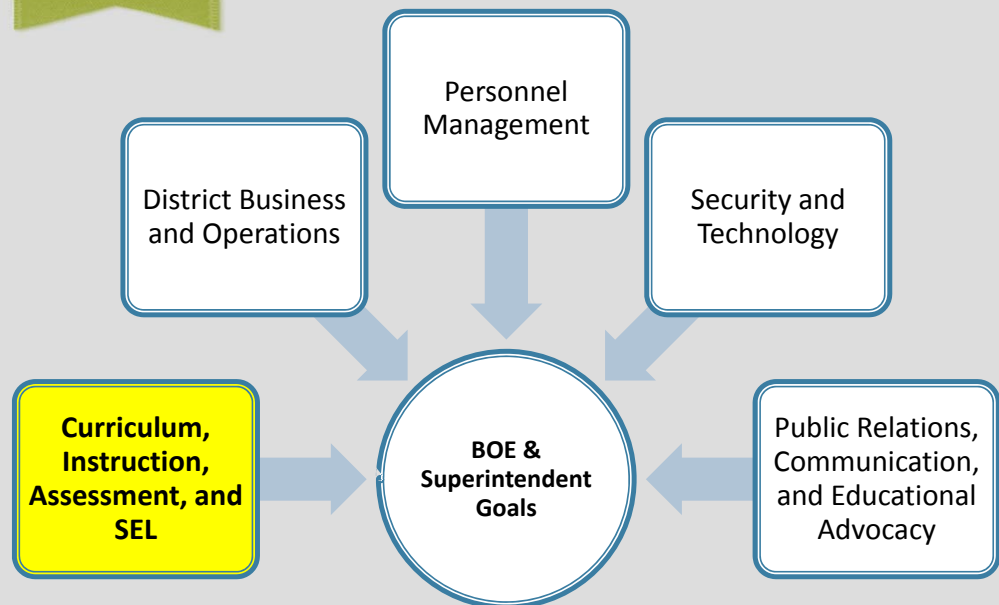 Personnel
Management
District Business
and Operations
Security and
Technology
Curriculum,
Instruction,
Assessment, and
SEL
BOE &
Superintendent
Goals
Public Relations,
Communication,
and Educational
Advocacy